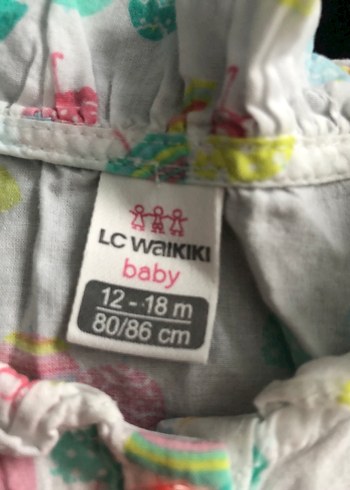 LC WAIKIKI
baby
12 - 18 m
80/86 cm